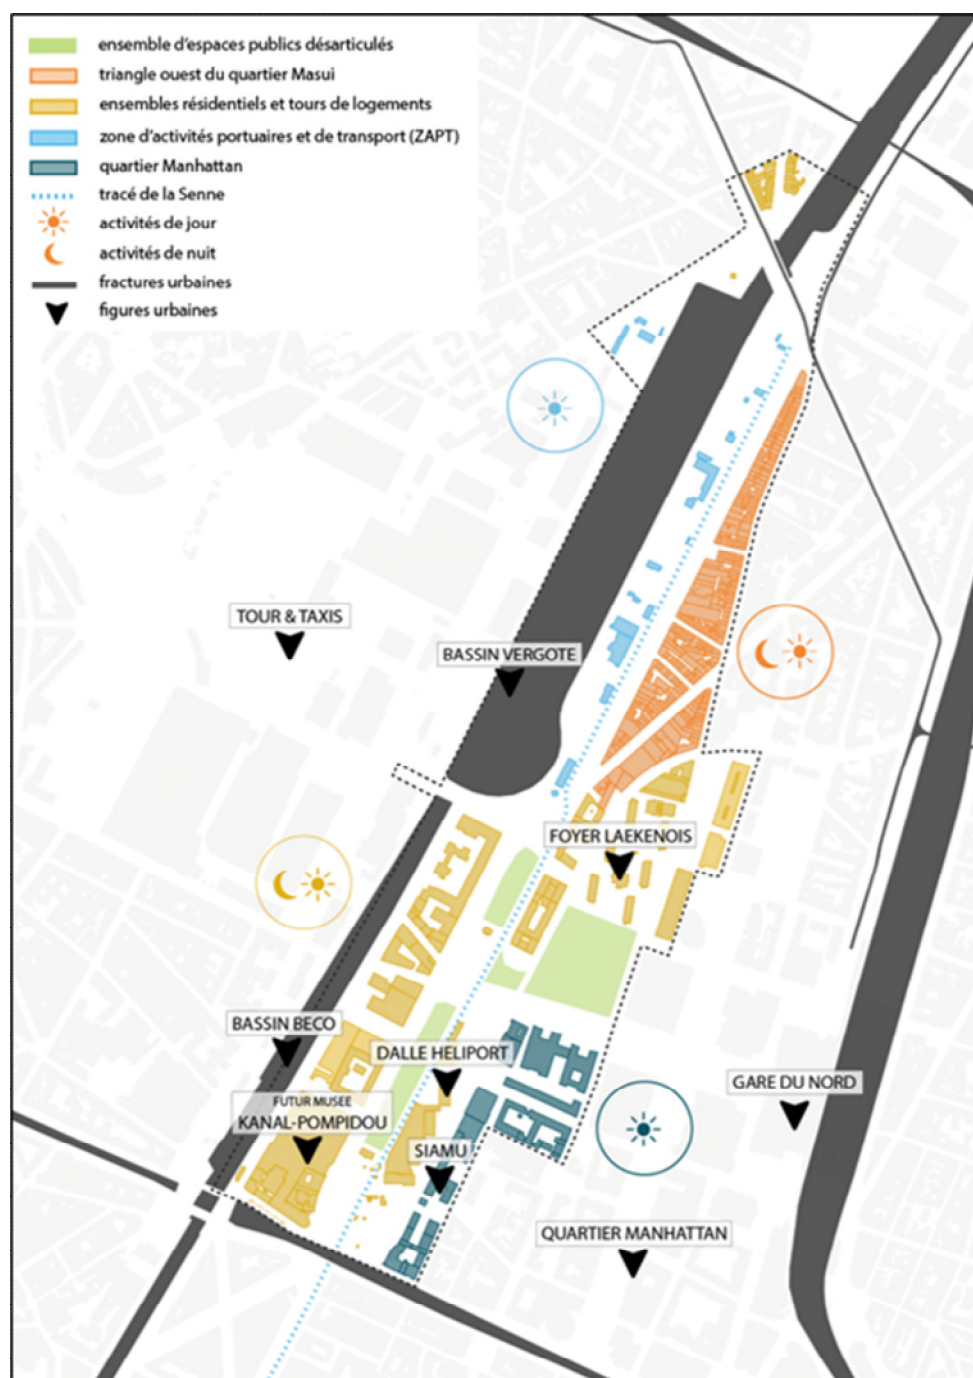 ensemble d'espaces publics désarticulés
triangle ouest du quartier Masui
ensembles résidentiels et tours de logements
zone d'activités portuaires et de transport (ZAPT)
quartier Manhattan
tracé de la Senne
activités de jour
activités de nuit
fractures urbaines
figures urbaines
TOUR & TAXIS
BASSIN VERGOTE
FOYER LAEKENOIS
BASSIN BECO
DALLE HELIPORT
GARE DU NORD
FUTUR MUSEE
KANAL-POMPIDOU
SIAMU
QUARTIER MANHATTAN